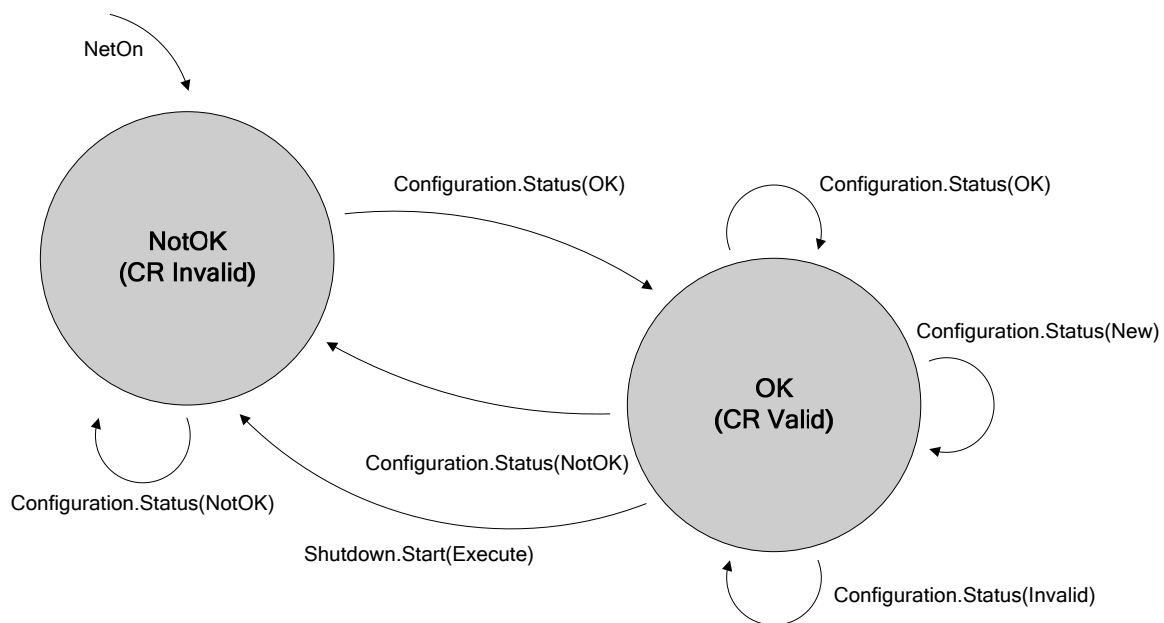 NetOn
Configuration.Status(OK)
Configuration.Status(OK)
NotOK
(CR Invalid)
Configuration.Status(New)
OK
(CR Valid)
Configuration.Status(NotOK)
Configuration.Status(NotOK)
Shutdown.Start(Execute)
Configuration.Status(Invalid)